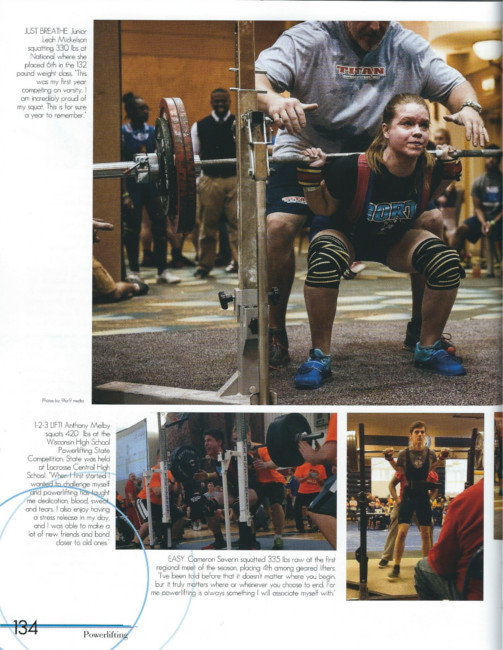 JUST BREATHE Junior
Leah Mickelson
squatting 330 lbs at
National where she
placed 6th in the 132
pound weight class. "This
was my first year
competing on varsity. I
am incredibly proud of
my squat. This is for sure
a year to remember."
TITAN
Photos by:
1-2-3 LIFT! Anthony Melby
squats 420 lbs at the
Wisconsin High School
Powerlifting State
Competition. State was held
at Lacrosse Central High
School. "When I first started I
wanted to challenge myself
and powerlifting has taught
me dedication, blood, sweat,
and tears. I also enjoy having
a stress release in my day,
and I was able to make a
lot of new friends and bond
closer to old ones."
EASY. Cameron Severin squatted 335 lbs raw at the first
regional meet of the season, placing 4th among geared lifters.
"I've been told before that it doesn't matter where you begin,
but it truly matters where or whenever you choose to end. For
me powerlifting is always something I will associate myself with."
134
Powerlifting